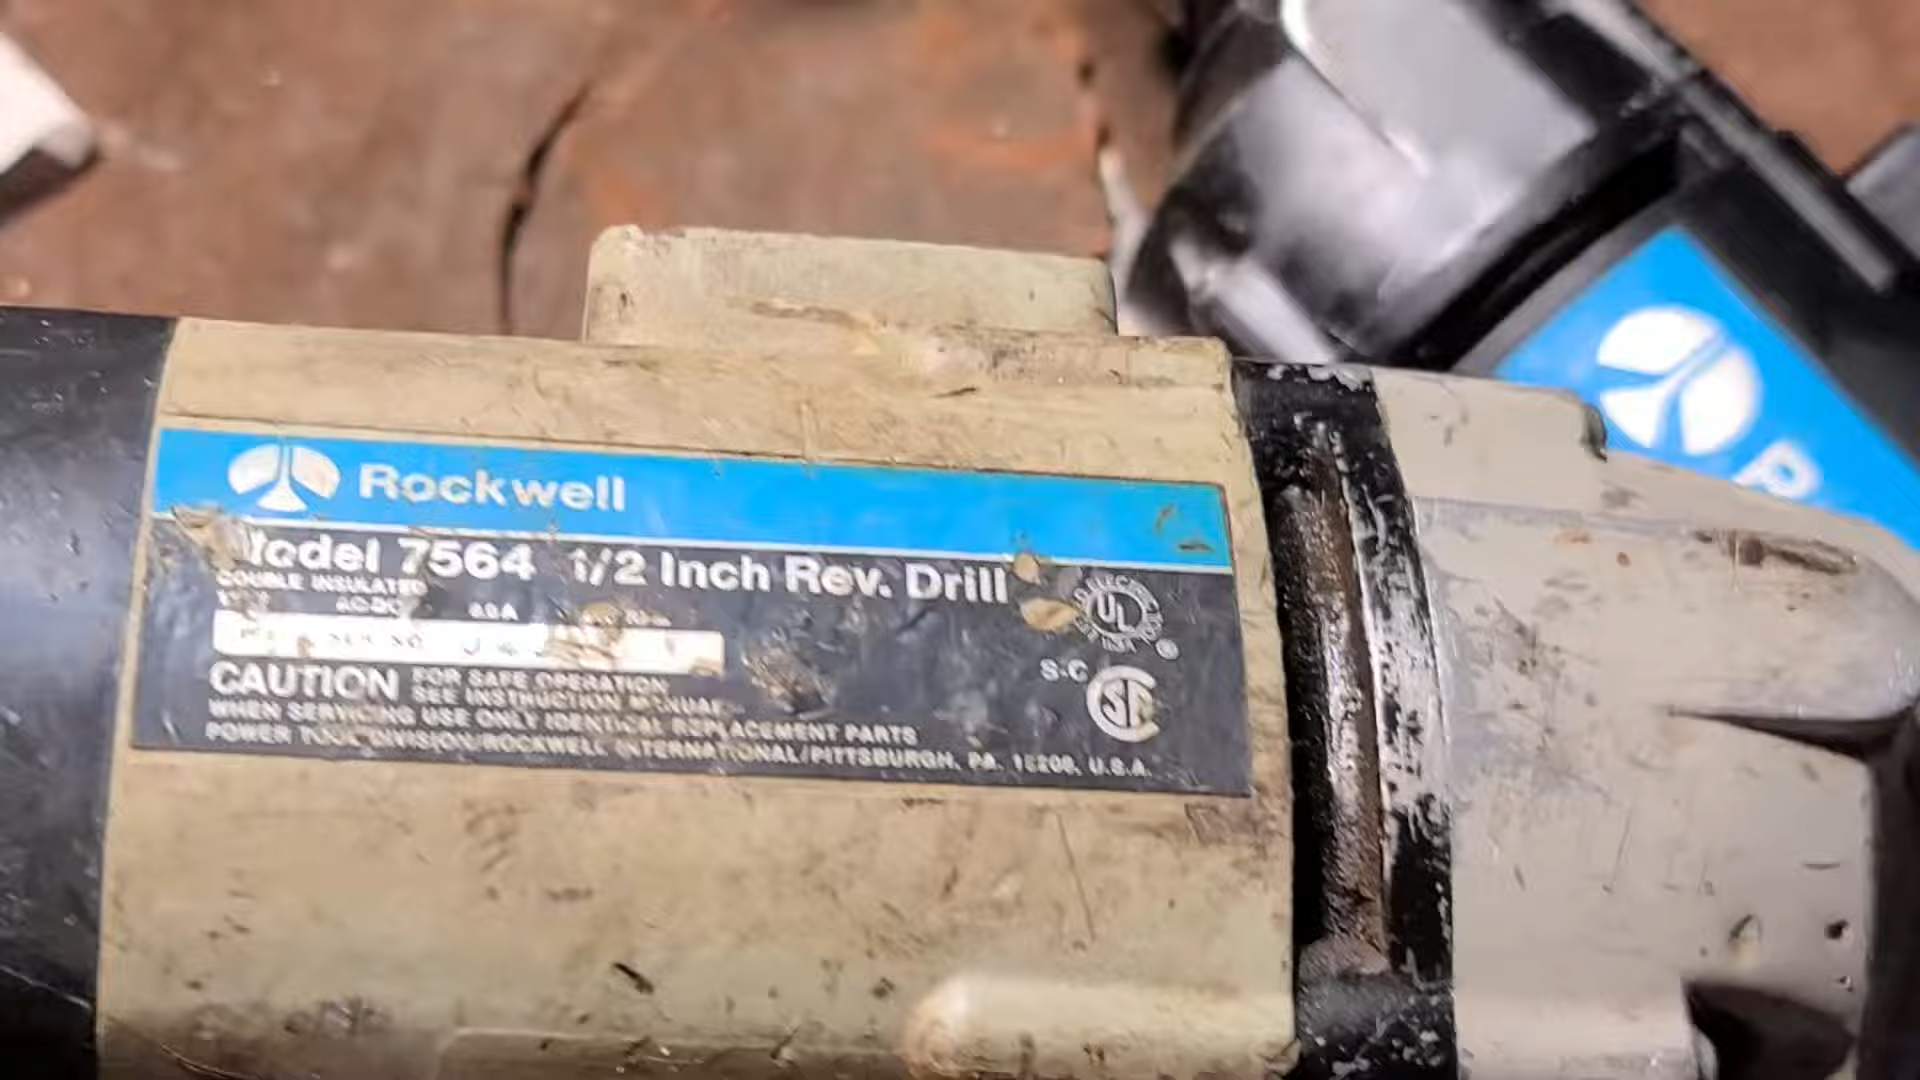 Rockwell
Model 7564 1/2 Inch Rev. Drill
DOUBLE INSULATED
AC-DC
UL
S-C
CAUTION FOR SAFE OPERATION
SEE INSTRUCTION MANUAL
WHEN SERVICING USE ONLY IDENTICAL REPLACEMENT PARTS
POWER TOOL DIVISION/ROCKWELL INTERNATIONAL/PITTSBURGH, PA. U.S.A.